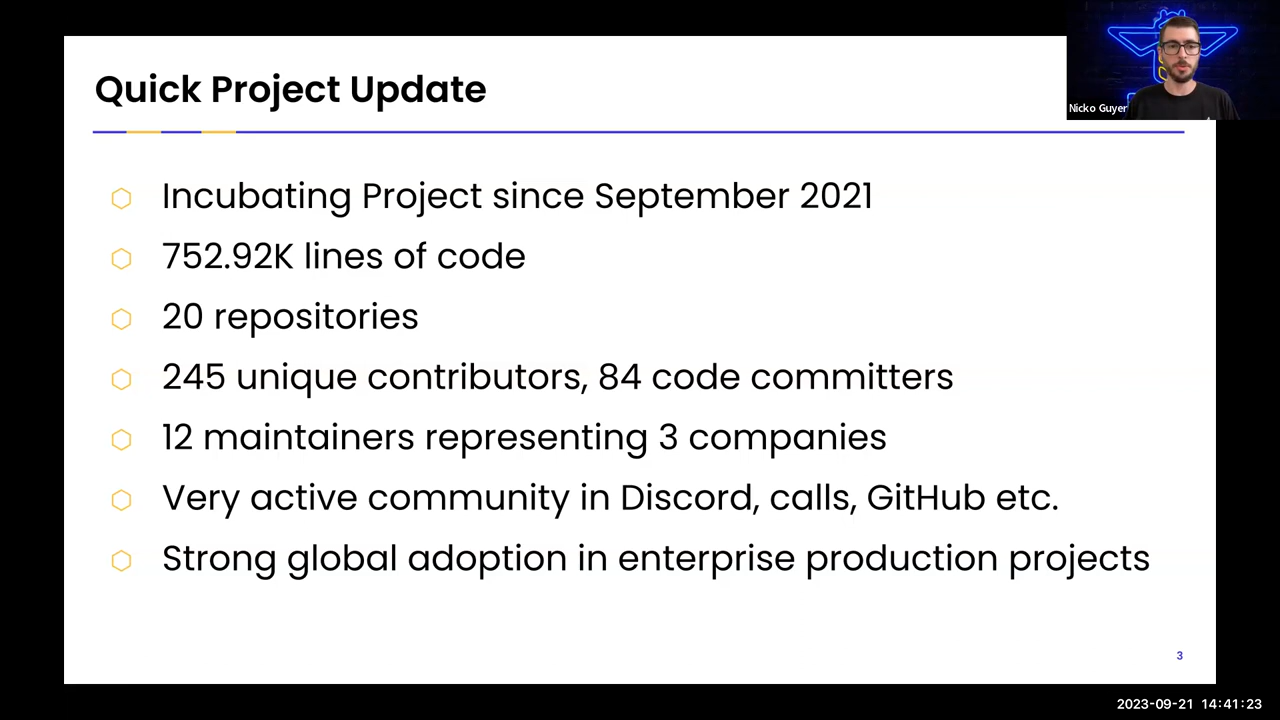 Quick Project Update
Nicko Guyer
Incubating Project since September 2021
752.92K lines of code
20 repositories
245 unique contributors, 84 code committers
12 maintainers representing 3 companies
Very active community in Discord, calls, GitHub etc.
Strong global adoption in enterprise production projects
3
2023-09-21 14:41:23